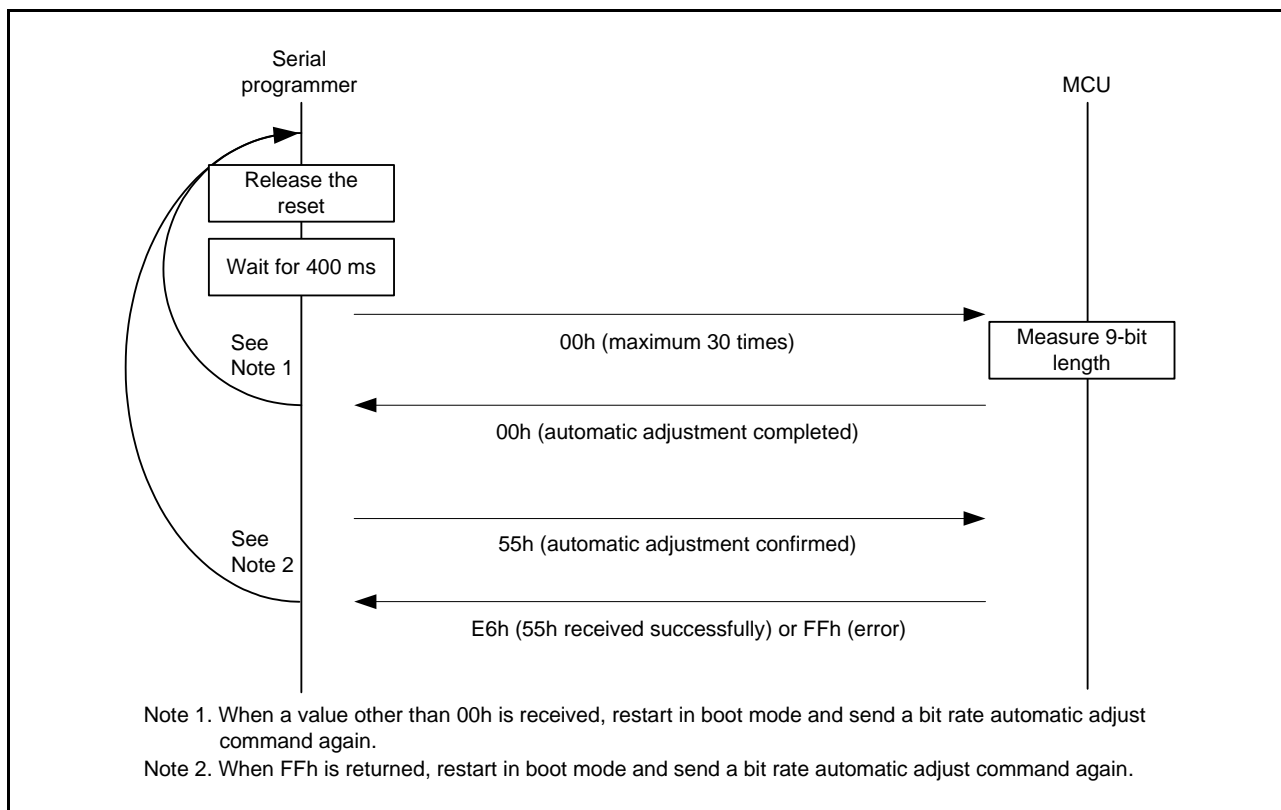 Serial
programmer
MCU
Release the
reset
Wait for 400 ms
00h (maximum 30 times)
Measure 9-bit
length
See
Note 1
00h (automatic adjustment completed)
55h (automatic adjustment confirmed)
See
Note 2
E6h (55h received successfully) or FFh (error)
Note 1. When a value other than 00h is received, restart in boot mode and send a bit rate automatic adjust
command again.
Note 2. When FFh is returned, restart in boot mode and send a bit rate automatic adjust command again.